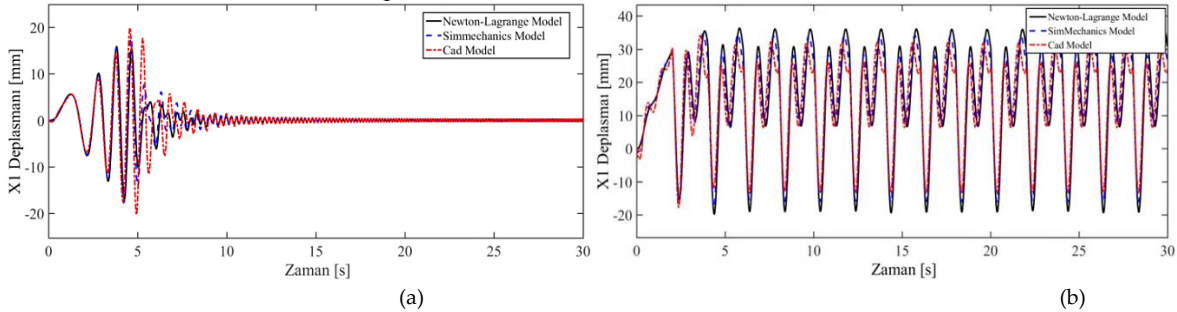 Newton-Lagrange Model
Simmechanics Model
Cad Model
20
10
0
-10
-20
X1 Deplasmanı [mm]
0
5
10
15
20
25
30
Zaman [s]
(a)
Newton-Lagrange Model
SimMechanics Model
Cad Model
40
30
20
10
0
-10
-20
X1 Deplasmanı [mm]
0
5
10
15
20
25
30
Zaman [s]
(b)